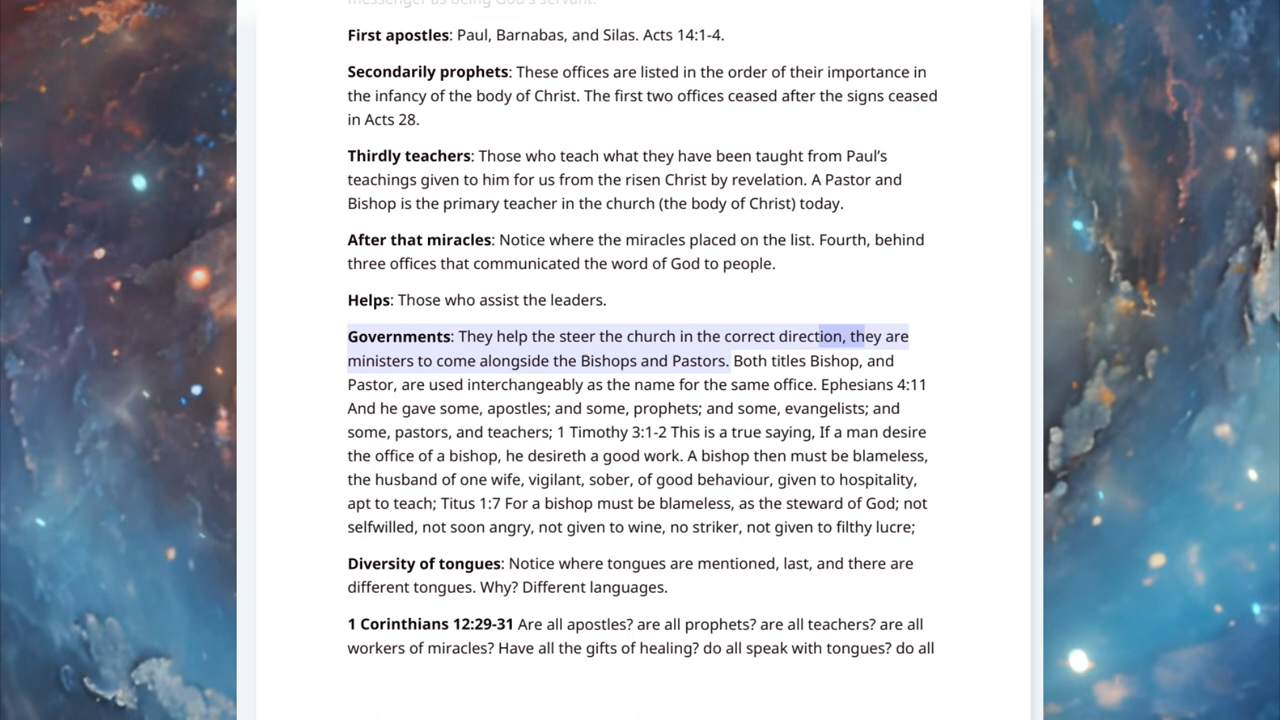 messenger as being God's servant.
First apostles: Paul, Barnabas, and Silas. Acts 14:1-4.
Secondarily prophets: These offices are listed in the order of their importance in
the infancy of the body of Christ. The first two offices ceased after the signs ceased
in Acts 28.
Thirdly teachers: Those who teach what they have been taught from Paul’s
teachings given to him for us from the risen Christ by revelation. A Pastor and
Bishop is the primary teacher in the church (the body of Christ) today.
After that miracles: Notice where the miracles placed on the list. Fourth, behind
three offices that communicated the word of God to people.
Helps: Those who assist the leaders.
Governments: They help the steer the church in the correct direction, they are
ministers to come alongside the Bishops and Pastors. Both titles Bishop, and
Pastor, are used interchangeably as the name for the same office. Ephesians 4:11
And he gave some, apostles; and some, prophets; and some, evangelists; and
some, pastors, and teachers; 1 Timothy 3:1-2 This is a true saying, If a man desire
the office of a bishop, he desireth a good work. A bishop then must be blameless,
the husband of one wife, vigilant, sober, of good behaviour, given to hospitality,
apt to teach; Titus 1:7 For a bishop must be blameless, as the steward of God; not
selfwilled, not soon angry, not given to wine, no striker, not given to filthy lucre;
Diversity of tongues: Notice where tongues are mentioned, last, and there are
different tongues. Why? Different languages.
1 Corinthians 12:29-31 Are all apostles? are all prophets? are all teachers? are all
workers of miracles? Have all the gifts of healing? do all speak with tongues? do all